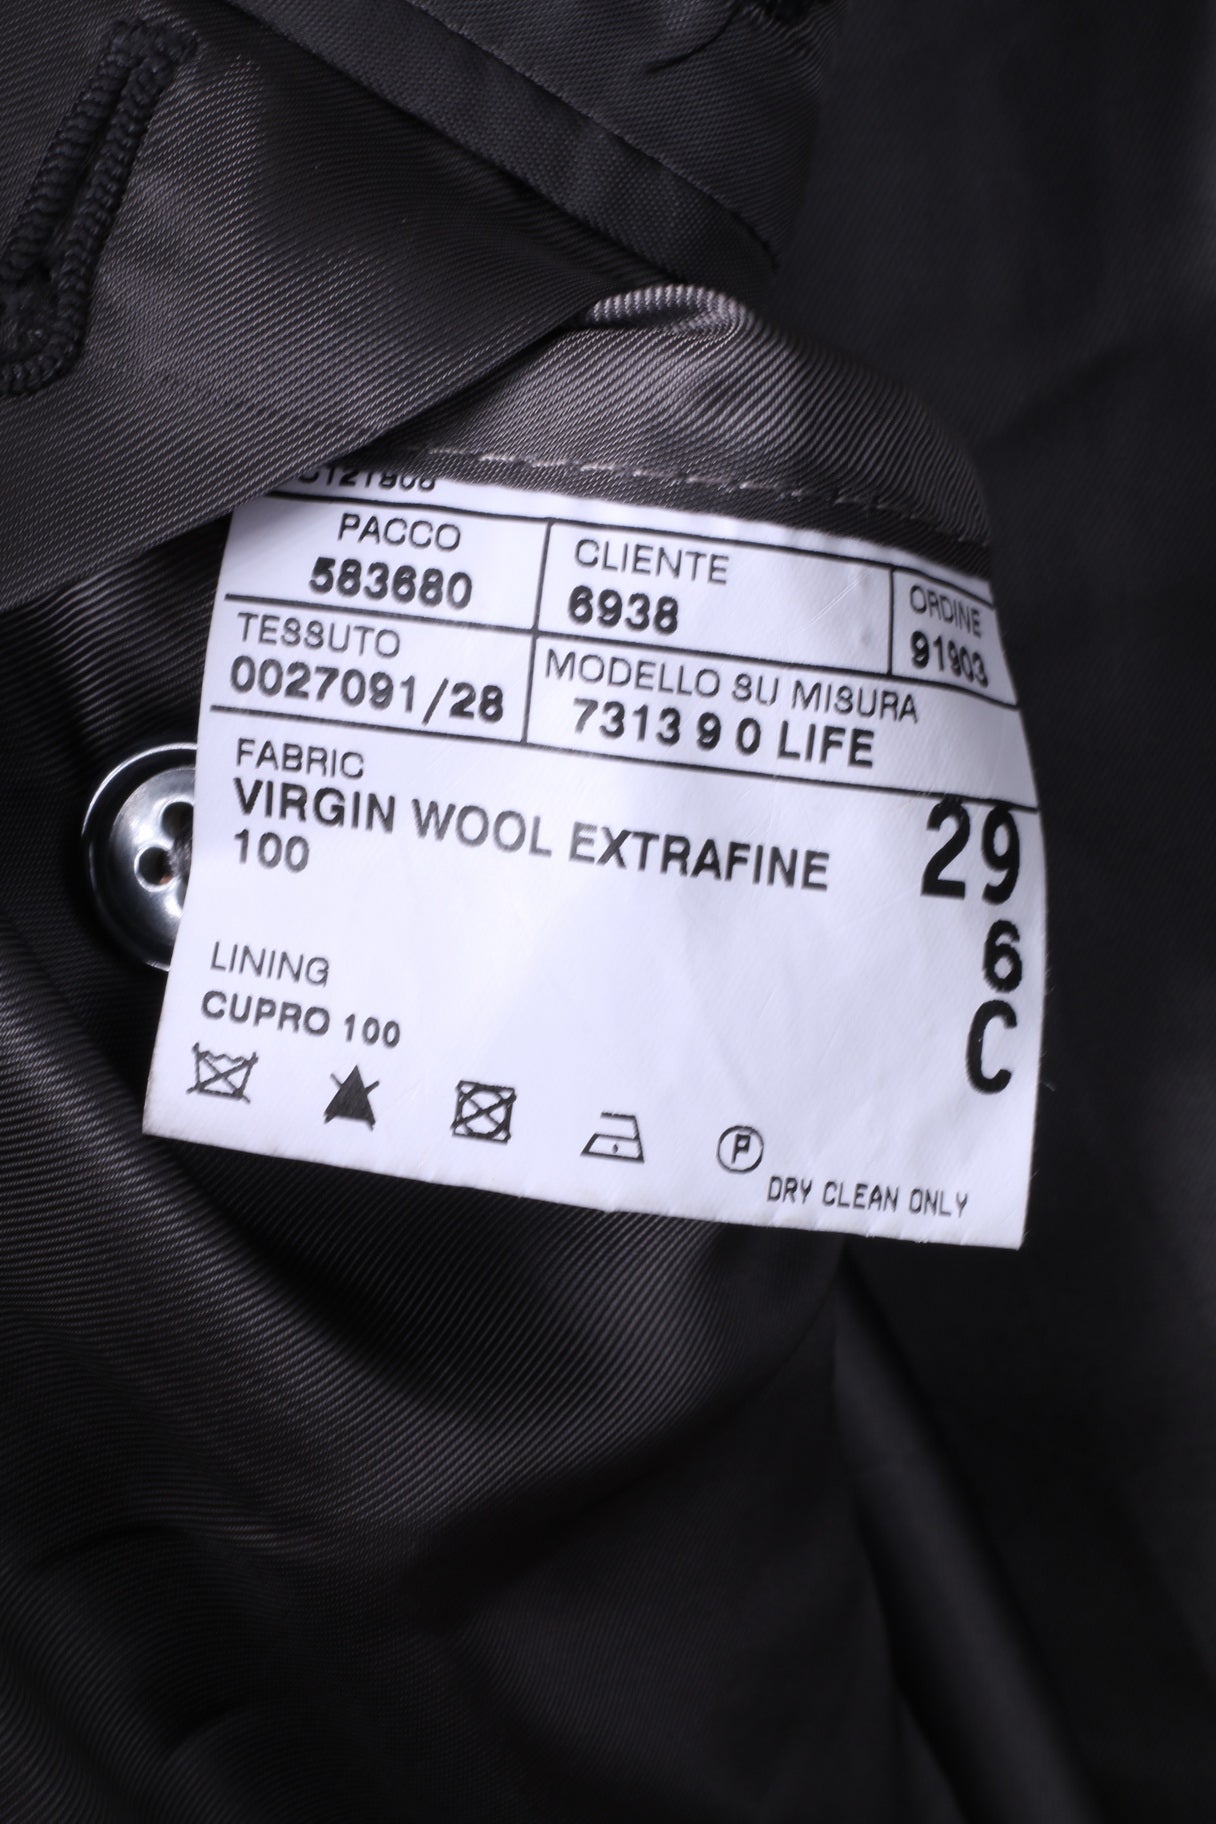 PACCO
583680
CLIENTE
6938
ORDINE
91903
TESSUTO
0027091/28
MODELLO SU MISURA
7313 9 0 LIFE
FABRIC
VIRGIN WOOL EXTRAFINE
100
29
6
C
LINING
CUPRO 100
P
DRY CLEAN ONLY